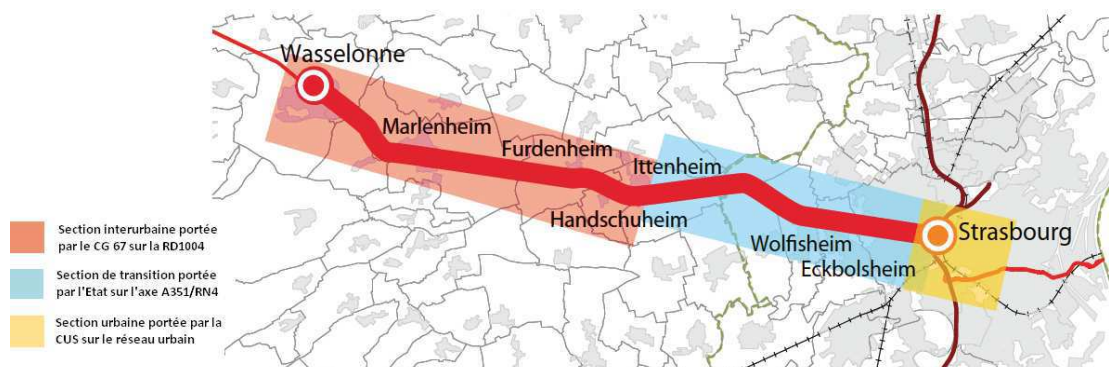 Wasselonne
Marlenheim
Furdenheim
Ittenheim
Handschuheim
Wolfisheim
Eckbolsheim
Strasbourg
Section interurbaine portée
par le CG 67 sur la RD1004
Section de transition portée
par l'Etat sur l'axe A351/RN4
Section urbaine portée par la
CUS sur le réseau urbain